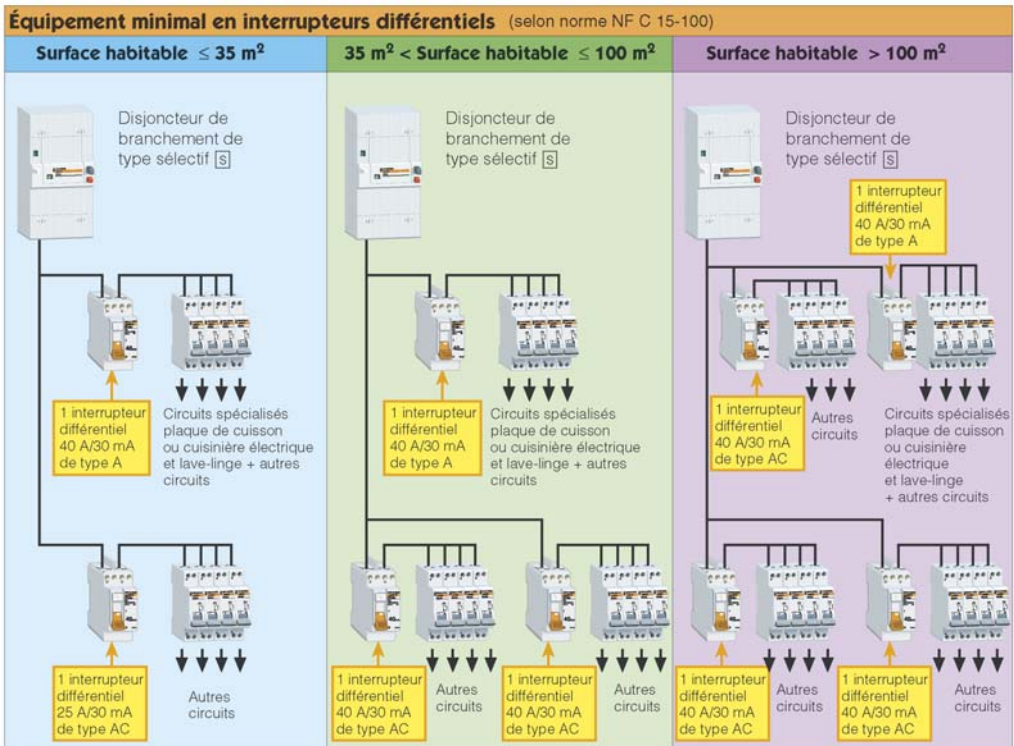 Équipement minimal en interrupteurs différentiels (selon norme NF C 15-100)
Surface habitable ≤ 35 m²
Disjoncteur de
branchement de
type sélectif S
1 interrupteur
différentiel
40 A/30 mA
de type A
Circuits spécialisés
plaque de cuisson
ou cuisinière électrique
et lave-linge + autres
circuits
1 interrupteur
différentiel
25 A/30 mA
de type AC
Autres
circuits
35 m² < Surface habitable ≤ 100 m²
Disjoncteur de
branchement de
type sélectif S
1 interrupteur
différentiel
40 A/30 mA
de type A
Circuits spécialisés
plaque de cuisson
ou cuisinière électrique
et lave-linge + autres
circuits
1 interrupteur
différentiel
40 A/30 mA
de type AC
Autres
circuits
1 interrupteur
différentiel
40 A/30 mA
de type AC
Autres
circuits
Surface habitable > 100 m²
Disjoncteur de
branchement de
type sélectif S
1 interrupteur
différentiel
40 A/30 mA
de type A
1 interrupteur
différentiel
40 A/30 mA
de type AC
Autres
circuits
Circuits spécialisés
plaque de cuisson
ou cuisinière
électrique
et lave-linge
+ autres circuits
1 interrupteur
différentiel
40 A/30 mA
de type AC
Autres
circuits
1 interrupteur
différentiel
40 A/30 mA
de type AC
Autres
circuits